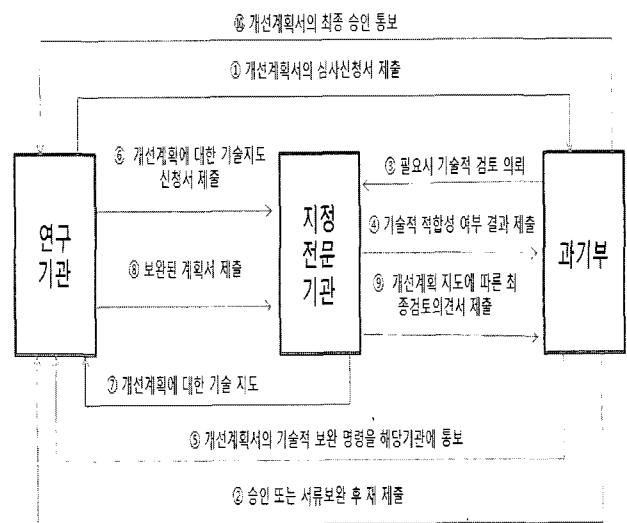 ⑩ 개선계획서의 최종 승인 통보
① 개선계획서의 심사신청서 제출
⑥ 개선계획에 대한 기술지도
신청서 제출
③ 필요시 기술적 검토 의뢰
연구
기관
지정
전문
기관
과기부
④ 기술적 적합성 여부 결과 제출
⑧ 보완된 계획서 제출
⑨ 개선계획 지도에 따른 최
종검토의견서 제출
⑦ 개선계획에 대한 기술 지도
⑤ 개선계획서의 기술적 보완 명령을 해당기관에 통보
② 승인 또는 서류보완 후 재 제출